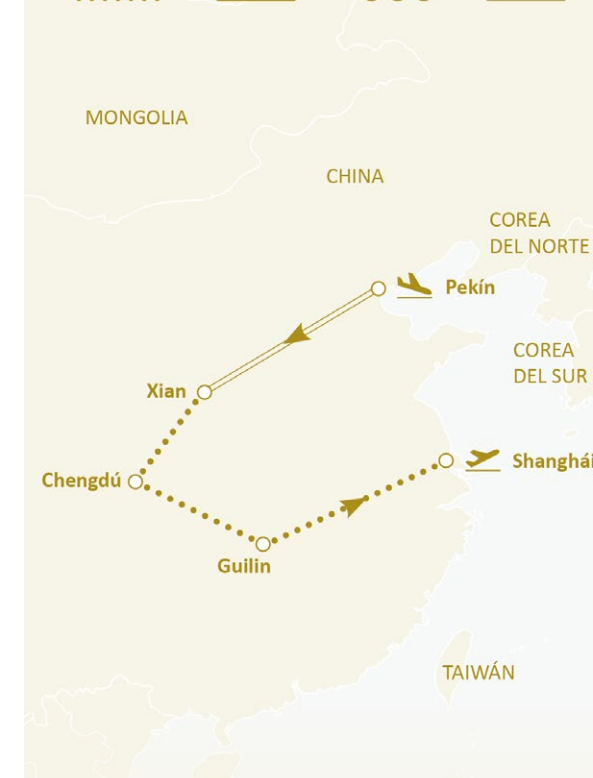 MONGOLIA
CHINA
COREA
DEL NORTE
Pekín
COREA
DEL SUR
Xian
Shanghái
Chengdú
Guilin
TAIWÁN